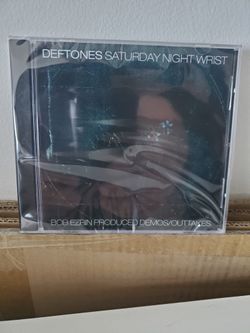 DEFTONES SATURDAY NIGHT WRIST
BOB EZRIN PRODUCED DEMOS/OUTTAKES